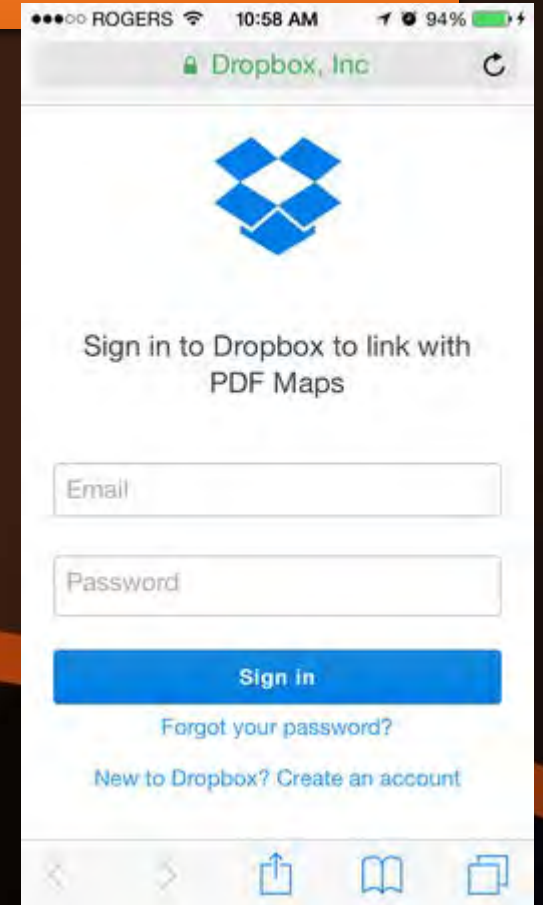 ROGERS 10:58 AM 94%
Dropbox, Inc
Sign in to Dropbox to link with
PDF Maps
Email
Password
Sign in
Forgot your password?
New to Dropbox? Create an account